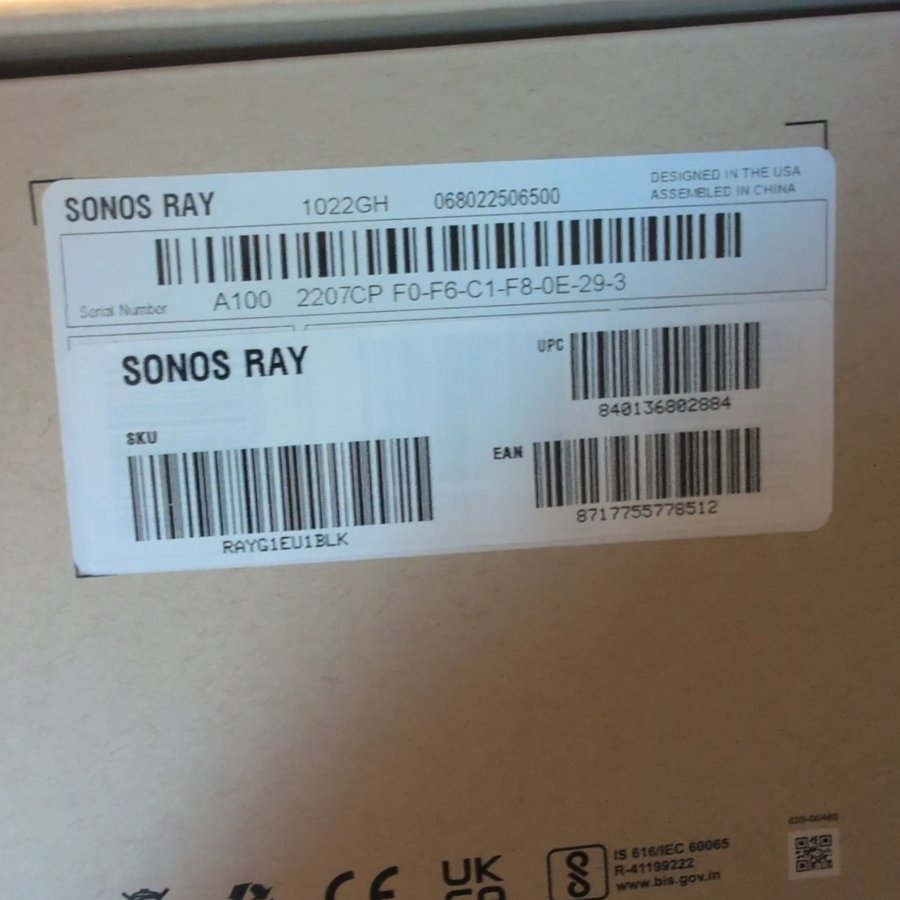 SONOS RAY 1022GH 068022506500
DESIGNED IN THE USA
ASSEMBLED IN CHINA
Serial Number A100 2207CP F0-F6-C1-F8-0E-29-3
SONOS RAY
UPC
840136802884
SKU
RAYG1EU1BLK
EAN
8717755778512
UK
CA
CE
IS 616/IEC 60065
R-41199222
www.bis.gov.in